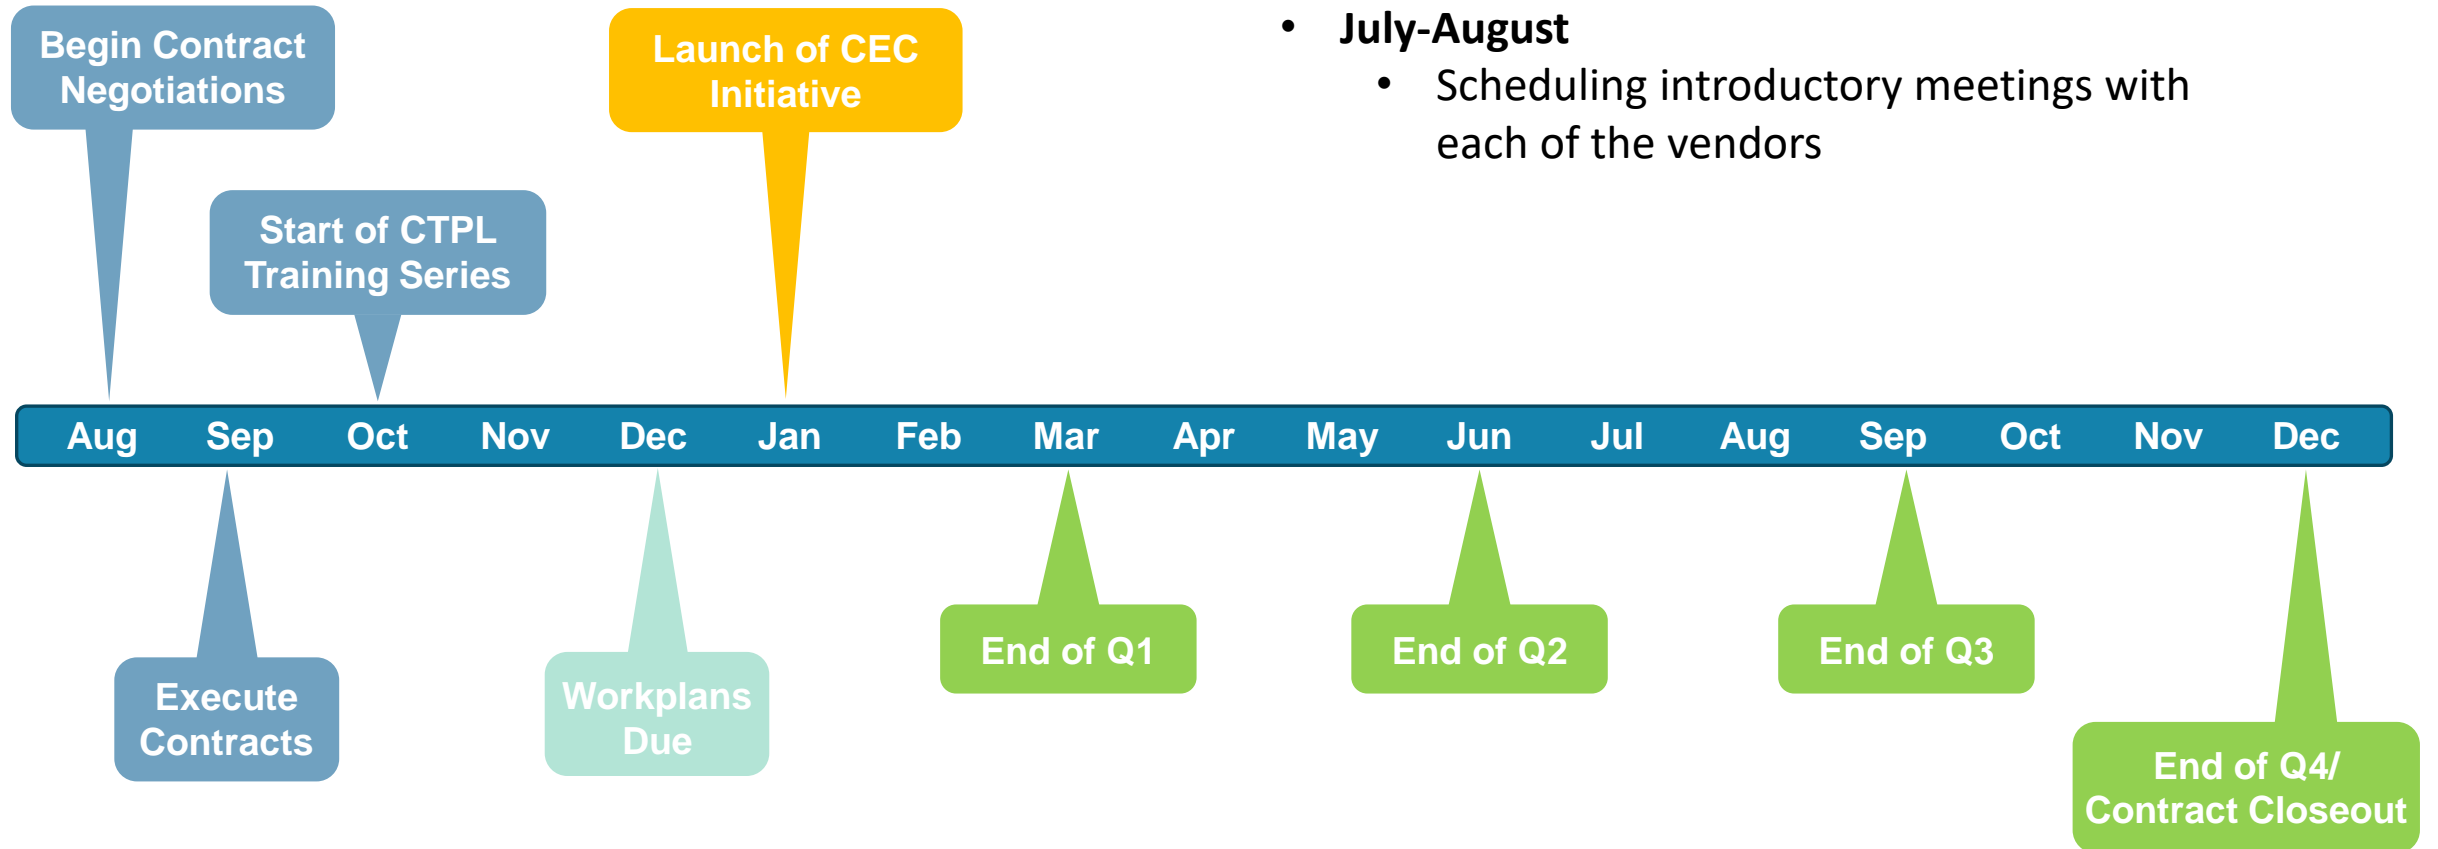 Begin Contract
Negotiations
Launch of CEC
Initiative
• July-August
• Scheduling introductory meetings with
each of the vendors
Start of CTPL
Training Series
Aug Sep Oct Nov Dec Jan Feb Mar Apr May Jun Jul Aug Sep Oct Nov Dec
Execute
Contracts
Workplans
Due
End of Q1
End of Q2
End of Q3
End of Q4/
Contract Closeout